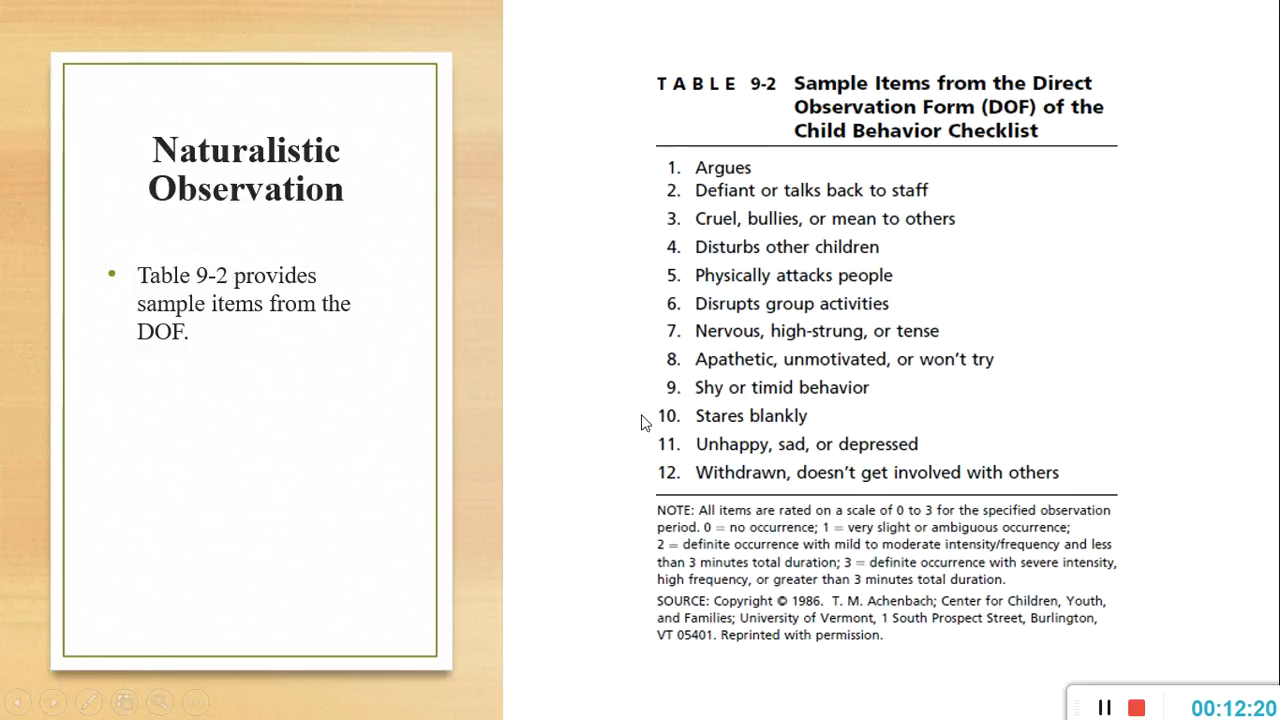 Naturalistic
Observation
• Table 9-2 provides
sample items from the
DOF.
TABLE 9-2 Sample Items from the Direct
Observation Form (DOF) of the
Child Behavior Checklist
1. Argues
2. Defiant or talks back to staff
3. Cruel, bullies, or mean to others
4. Disturbs other children
5. Physically attacks people
6. Disrupts group activities
7. Nervous, high-strung, or tense
8. Apathetic, unmotivated, or won't try
9. Shy or timid behavior
10. Stares blankly
11. Unhappy, sad, or depressed
12. Withdrawn, doesn't get involved with others
NOTE: All items are rated on a scale of 0 to 3 for the specified observation
period. 0 = no occurrence; 1 = very slight or ambiguous occurrence;
2 = definite occurrence with mild to moderate intensity/frequency and less
than 3 minutes total duration; 3 = definite occurrence with severe intensity,
high frequency, or greater than 3 minutes total duration.
SOURCE: Copyright © 1986. T. M. Achenbach; Center for Children, Youth,
and Families; University of Vermont, 1 South Prospect Street, Burlington,
VT 05401. Reprinted with permission.
00:12:20